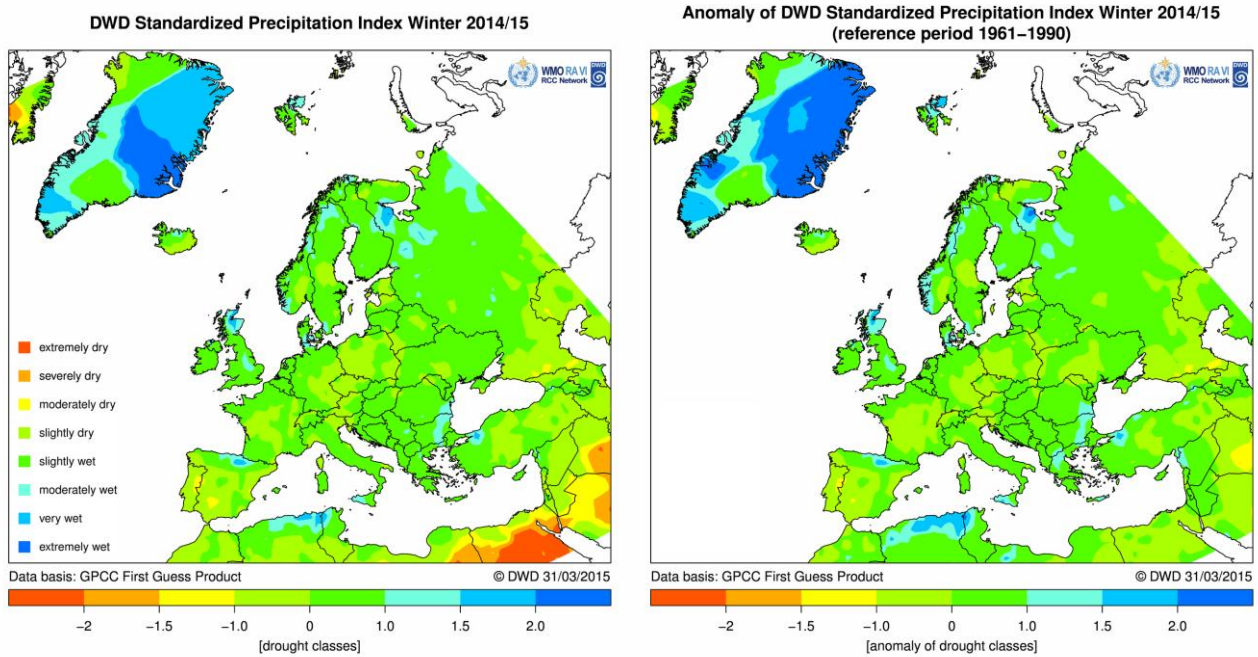 DWD Standardized Precipitation Index Winter 2014/15
WMO RA VI
RCC Network
DWD
extremely dry
severely dry
moderately dry
slightly dry
slightly wet
moderately wet
very wet
extremely wet
Data basis: GPCC First Guess Product
© DWD 31/03/2015
−2 −1.5 −1.0 0 1.0 1.5 2.0
[drought classes]
Anomaly of DWD Standardized Precipitation Index Winter 2014/15
(reference period 1961−1990)
WMO RA VI
RCC Network
DWD
Data basis: GPCC First Guess Product
© DWD 31/03/2015
−2 −1.5 −1.0 0 1.0 1.5 2.0
[anomaly of drought classes]